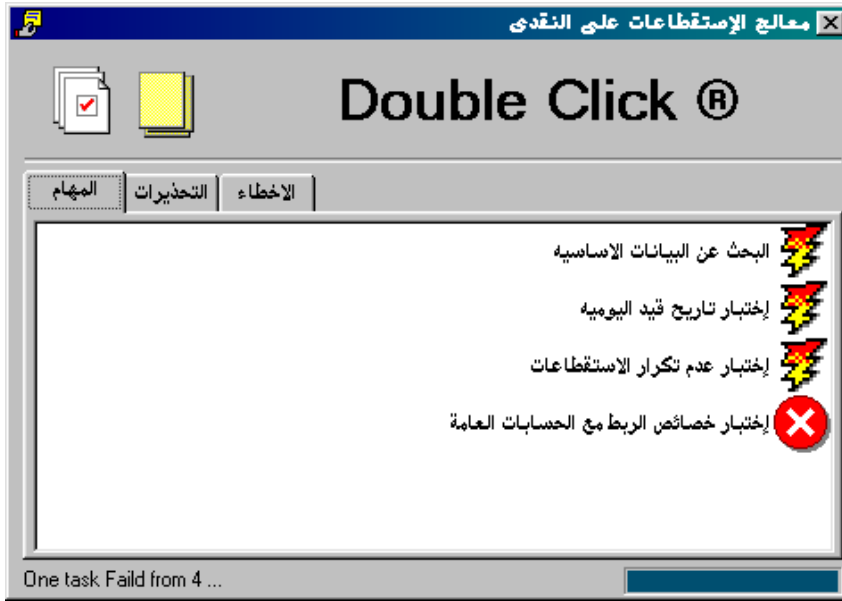 معالج الإستقطاعات على النقدى
Double Click ®
المهام
التحذيرات
الاخطاء
البحث عن البيانات الاساسيه
إختبار تاريح قيد اليوميه
إختبار عدم تكرار الاستقطاعات
إختبار خصائص الربط مع الحسابات العامة
One task Faild from 4 ...